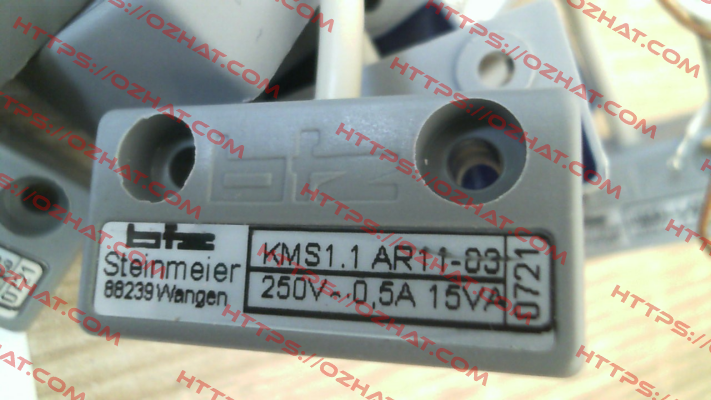 btz
Steinmeier
88239 Wangen
KMS1.1 AR11-03
250V~ 0,5A 15VA
0721
HTTPS://OZHAT.COM